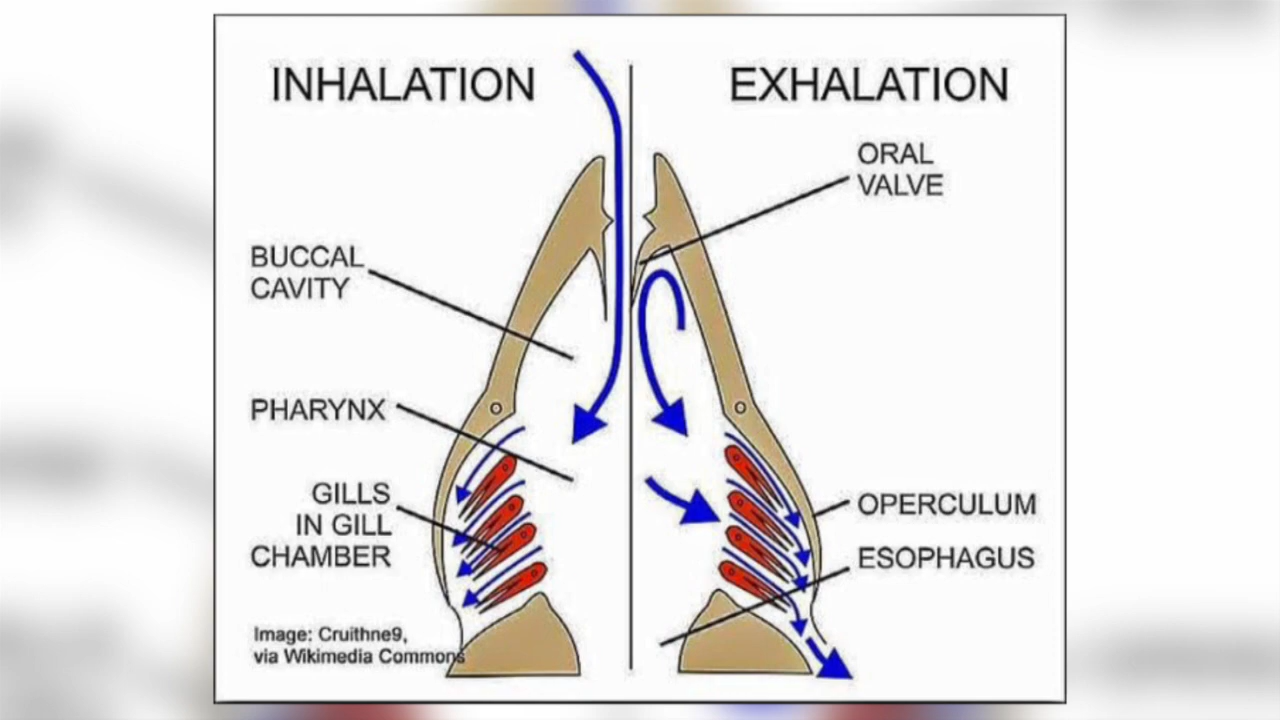 INHALATION
EXHALATION
ORAL
VALVE
BUCCAL
CAVITY
PHARYNX
GILLS
IN GILL
CHAMBER
OPERCULUM
ESOPHAGUS
Image: Cruithne9,
via Wikimedia Commons